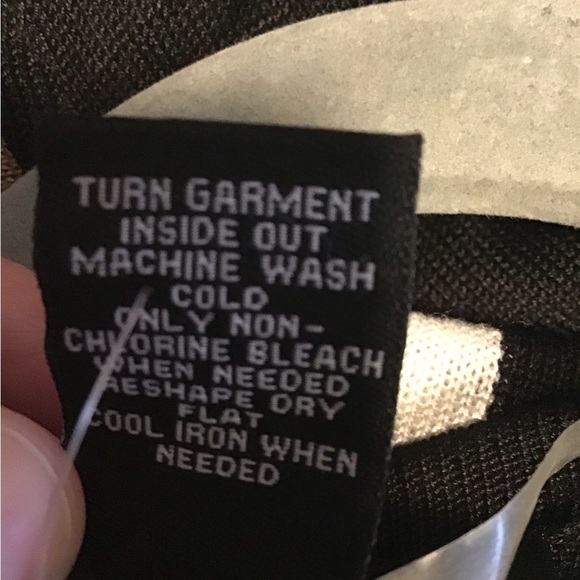 TURN GARMENT
INSIDE OUT
MACHINE WASH
COLD
ONLY NON-
CHLORINE BLEACH
WHEN NEEDED
RESHAPE DRY
FLAT
COOL IRON WHEN
NEEDED